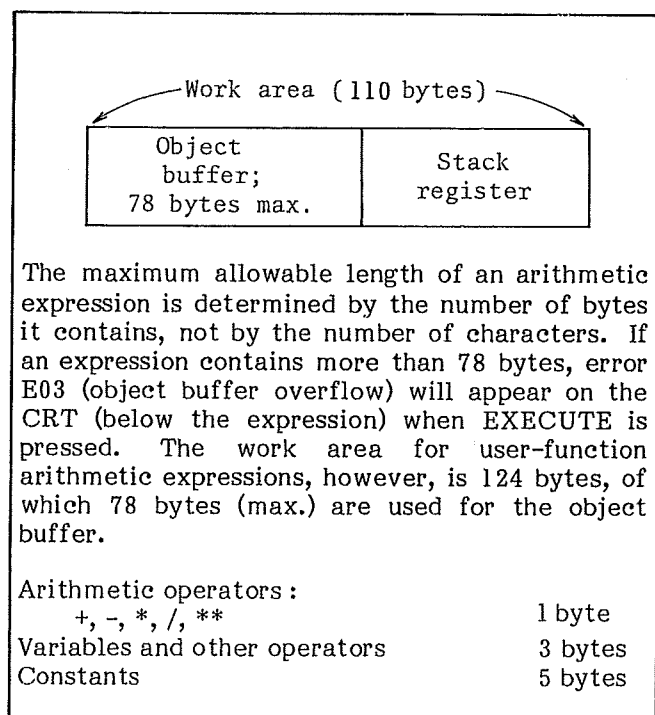 Work area (110 bytes)
Object
buffer;
78 bytes max.
Stack
register
The maximum allowable length of an arithmetic
expression is determined by the number of bytes
it contains, not by the number of characters. If
an expression contains more than 78 bytes, error
E03 (object buffer overflow) will appear on the
CRT (below the expression) when EXECUTE is
pressed. The work area for user-function
arithmetic expressions, however, is 124 bytes, of
which 78 bytes (max.) are used for the object
buffer.
Arithmetic operators :
+, -, *, /, ** 1 byte
Variables and other operators 3 bytes
Constants 5 bytes